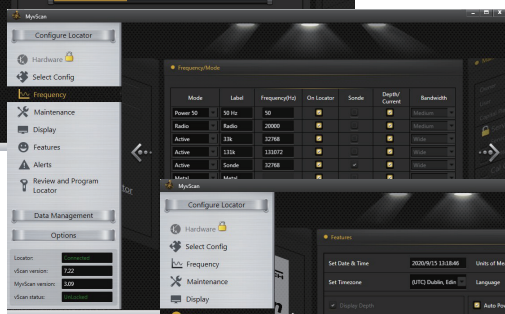 MyvScan
Configure Locator
Hardware
Select Config
Frequency
Maintenance
Display
Features
Alerts
Review and Program
Locator
Data Management
Options
Locator: Connected
vScan version: 7.22
MyvScan version: 3.09
vScan status: UnLocked
Frequency/Mode
Mode Label Frequency(Hz) On Locator Sonde Depth/
Current Bandwidth
Power 50 50 Hz 50 Medium
Radio Radio 20000 Medium
Active 33k 32768 Wide
Active 131k 131072 Wide
Active Sonde 32768 Wide
Metal Metal
MyvScan
Configure Locator
Hardware
Select Config
Frequency
Maintenance
Display
Features
Set Date & Time 2020/9/15 13:18:46 Units of Me
Set Timezone (UTC) Dublin, Edin Language
Display Depth Auto Pow